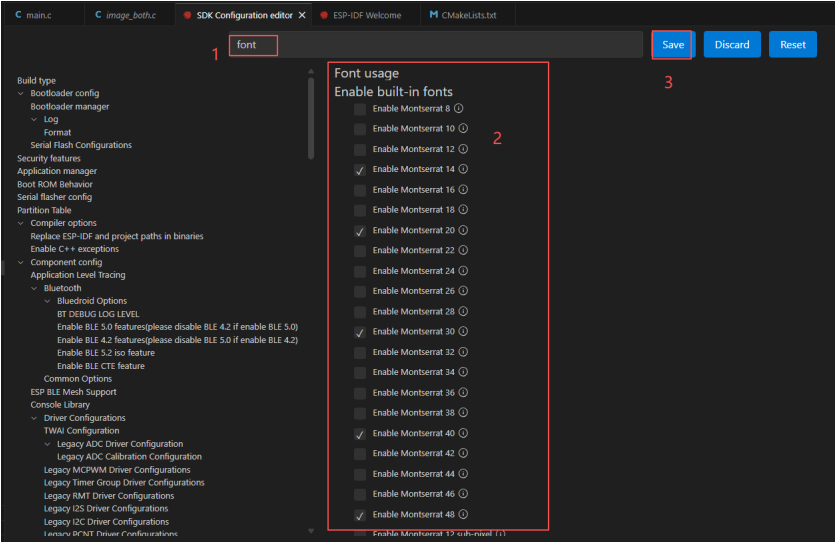 main.c
image_both.c
SDK Configuration editor
ESP-IDF Welcome
CMakeLists.txt
1
font
Save
Discard
Reset
3
Build type
Bootloader config
Bootloader manager
Log
Format
Serial Flash Configurations
Security features
Application manager
Boot ROM Behavior
Serial flasher config
Partition Table
Compiler options
Replace ESP-IDF and project paths in binaries
Enable C++ exceptions
Component config
Application Level Tracing
Bluetooth
Bluedroid Options
BT DEBUG LOG LEVEL
Enable BLE 5.0 features(please disable BLE 4.2 if enable BLE 5.0)
Enable BLE 4.2 features(please disable BLE 5.0 if enable BLE 4.2)
Enable BLE 5.2 iso feature
Enable BLE CTE feature
Common Options
ESP BLE Mesh Support
Console Library
Driver Configurations
TWAI Configuration
Legacy ADC Driver Configuration
Legacy ADC Calibration Configuration
Legacy MCPWM Driver Configurations
Legacy Timer Group Driver Configurations
Legacy RMT Driver Configurations
Legacy I2S Driver Configurations
Legacy I2C Driver Configurations
Legacy PCNT Driver Configurations
Font usage
Enable built-in fonts
2
Enable Montserrat 8
Enable Montserrat 10
Enable Montserrat 12
Enable Montserrat 14
Enable Montserrat 16
Enable Montserrat 18
Enable Montserrat 20
Enable Montserrat 22
Enable Montserrat 24
Enable Montserrat 26
Enable Montserrat 28
Enable Montserrat 30
Enable Montserrat 32
Enable Montserrat 34
Enable Montserrat 36
Enable Montserrat 38
Enable Montserrat 40
Enable Montserrat 42
Enable Montserrat 44
Enable Montserrat 46
Enable Montserrat 48
Enable Montserrat 12 sub-pixel